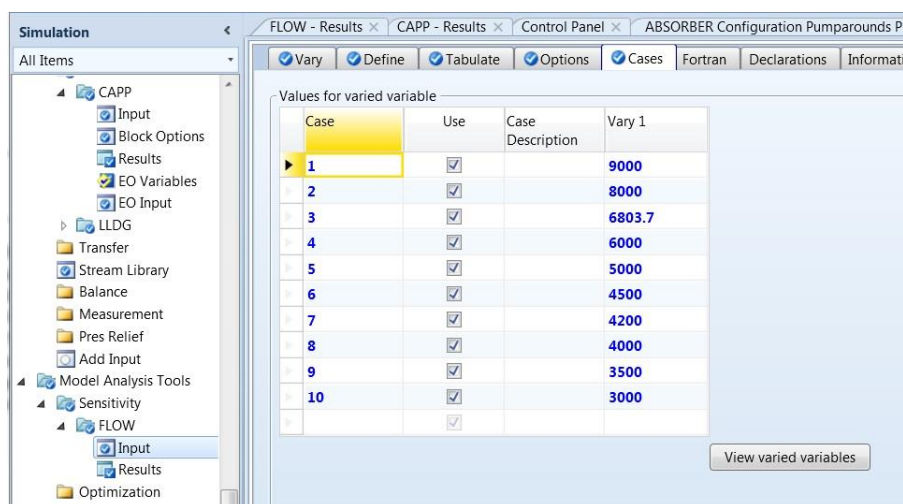 Simulation <
All Items
CAPP
Input
Block Options
Results
EO Variables
EO Input
LLDG
Transfer
Stream Library
Balance
Measurement
Pres Relief
Add Input
Model Analysis Tools
Sensitivity
FLOW
Input
Results
Optimization
FLOW - Results × CAPP - Results × Control Panel × ABSORBER Configuration Pumparounds P
Vary Define Tabulate Options Cases Fortran Declarations Informati
Values for varied variable
Case Use Case Description Vary 1
1 9000
2 8000
3 6803.7
4 6000
5 5000
6 4500
7 4200
8 4000
9 3500
10 3000
View varied variables